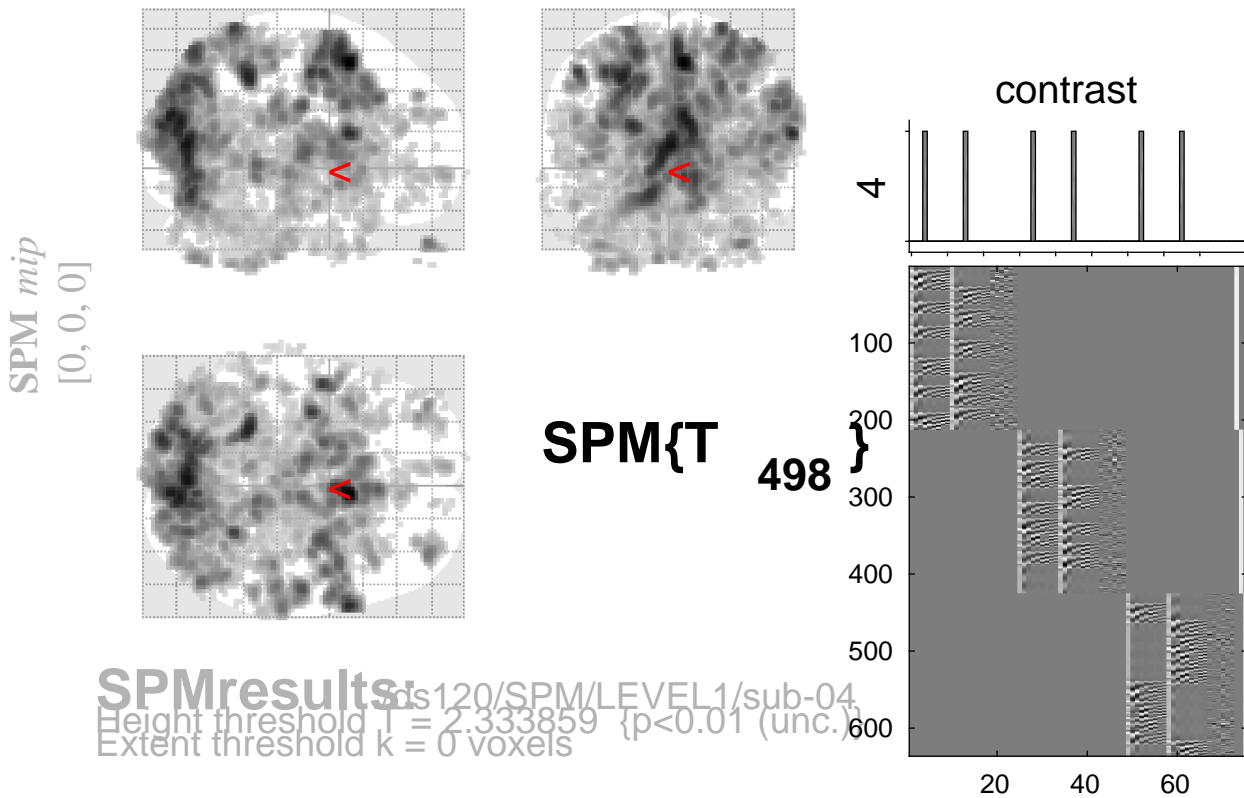 contrast
4
SPM mip
[0, 0, 0]
SPM{T498}
100
200
300
400
500
600
20 40 60
SPMresults: /ds120/SPM/LEVEL1/sub-04
Height threshold T = 2.333859 {p<0.01 (unc.)}
Extent threshold k = 0 voxels